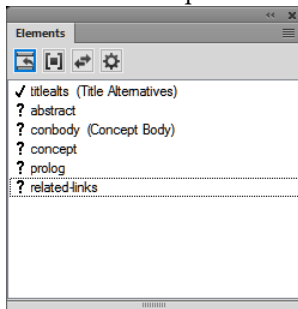 Elements
titlealts (Title Alternatives)
abstract
conbody (Concept Body)
concept
prolog
related-links